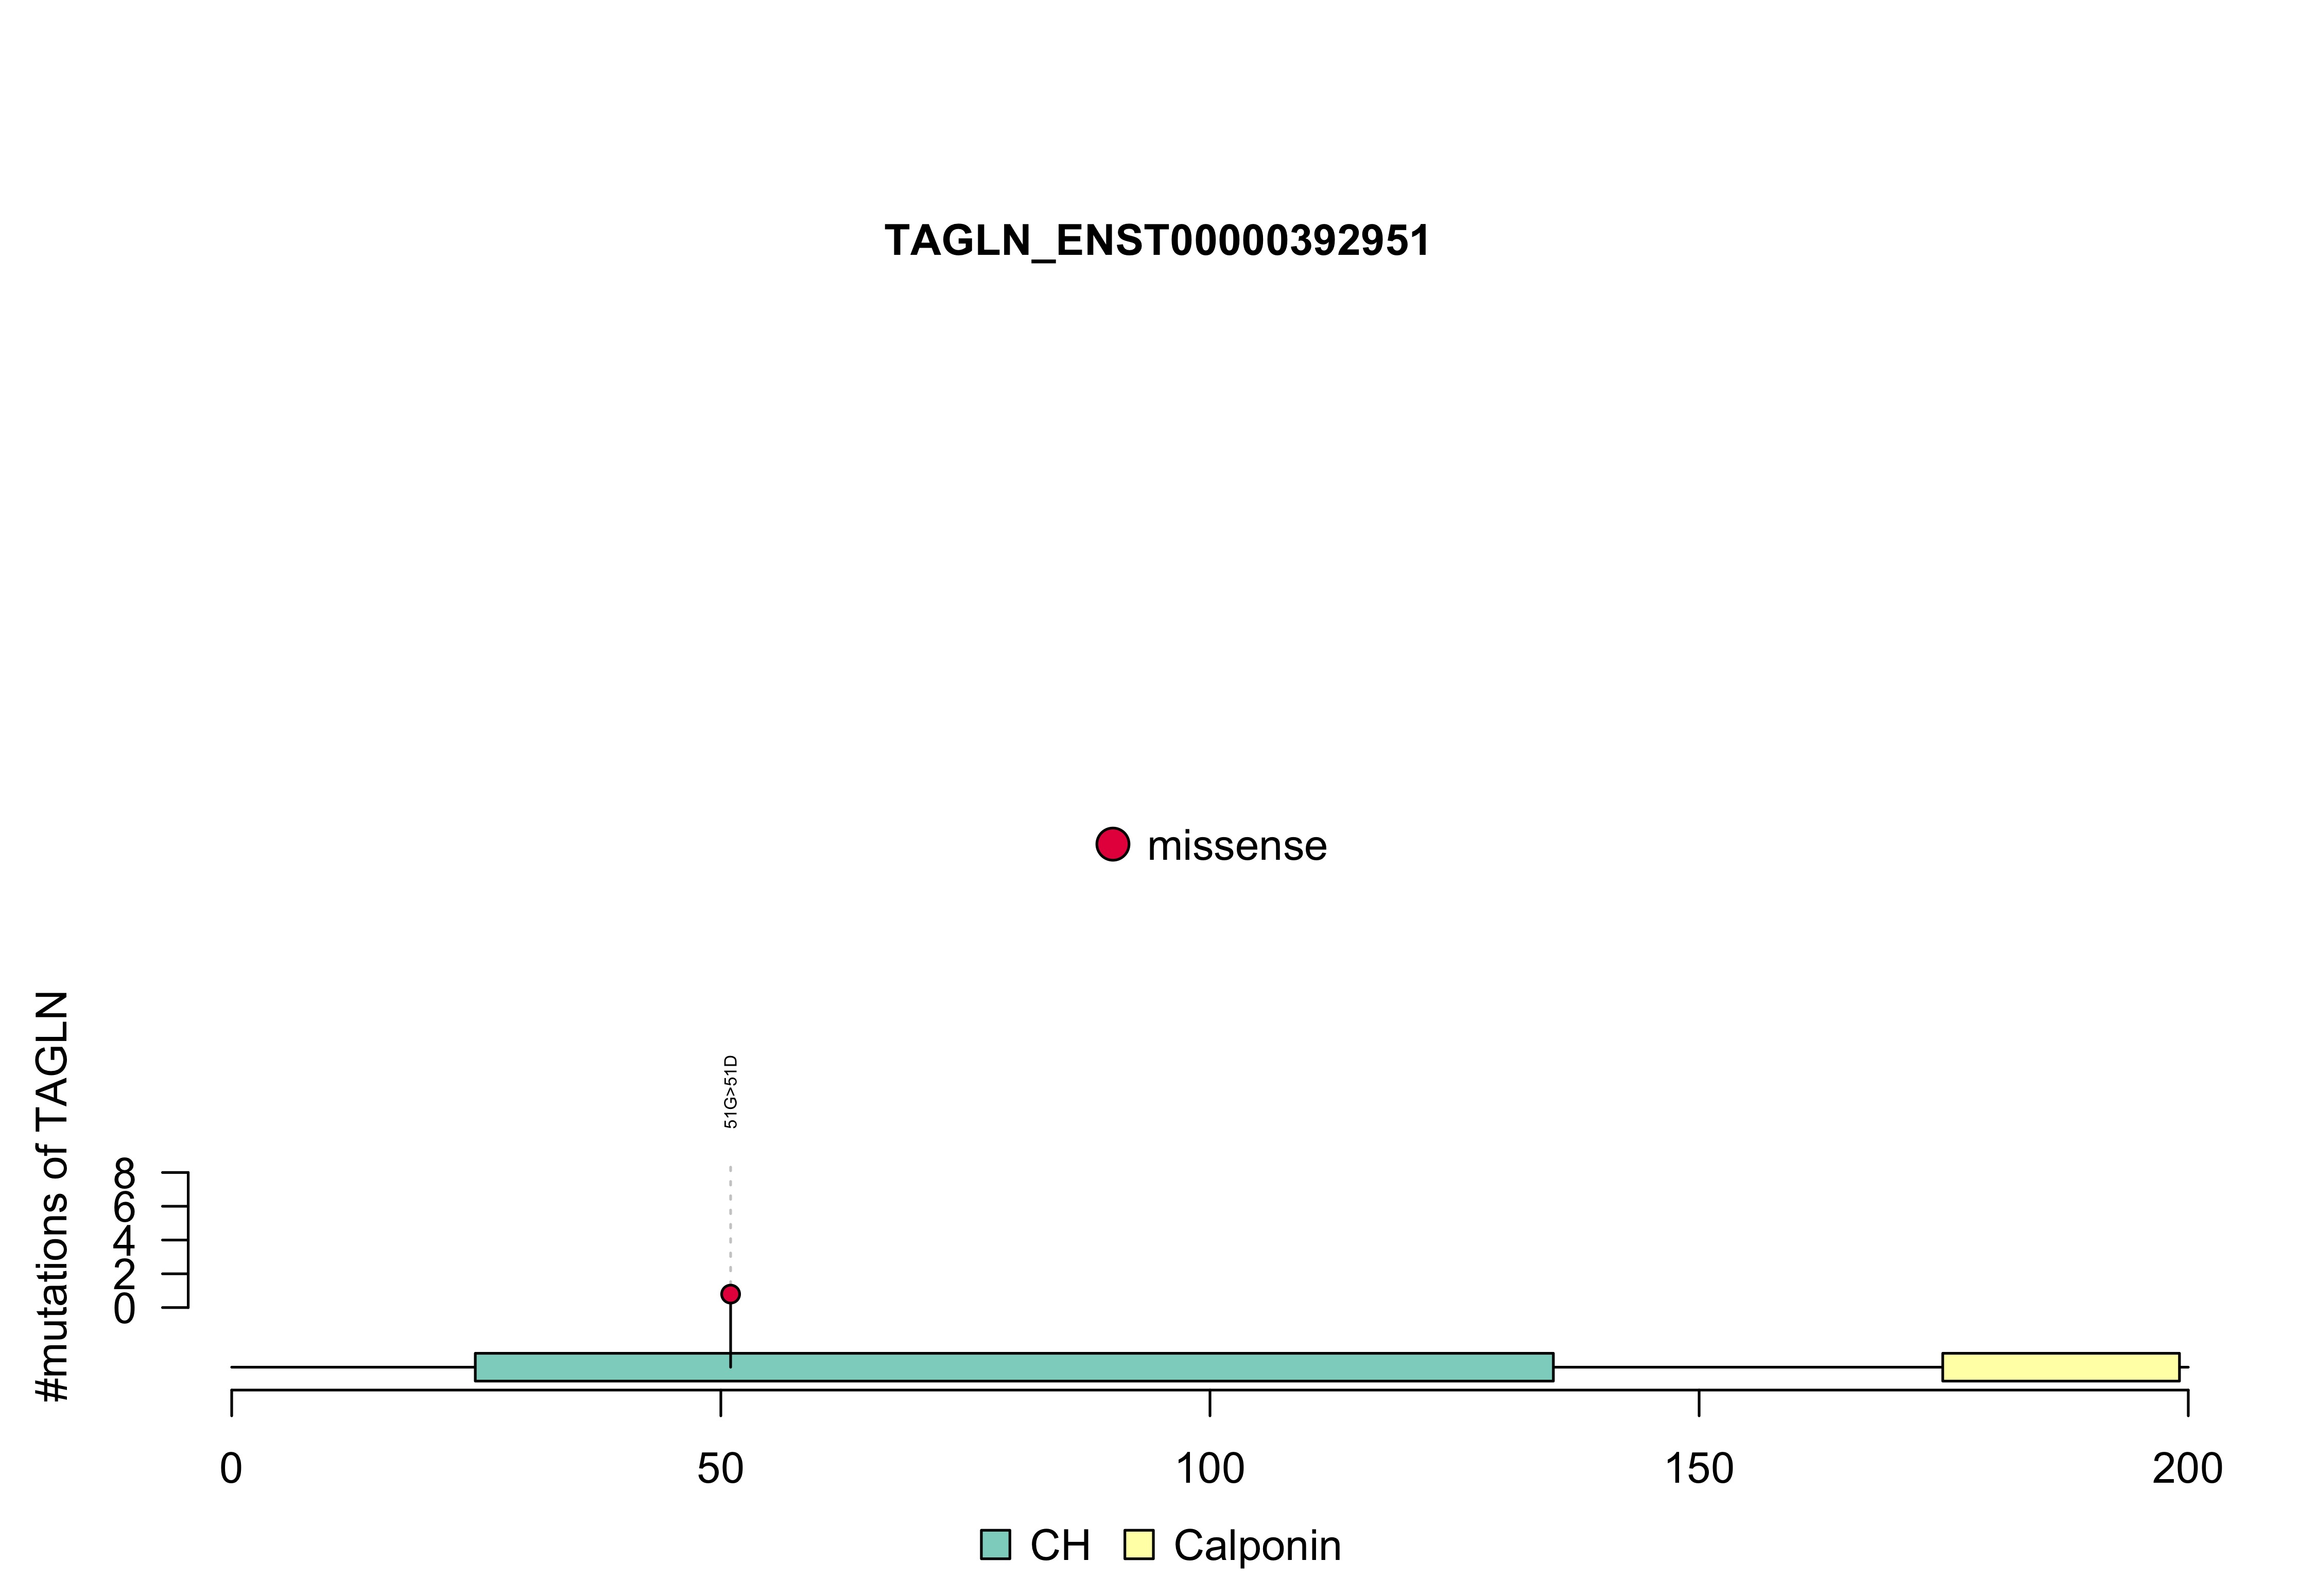 TAGLN_ENST00000392951
missense
#mutations of TAGLN
51G>51D
8
6
4
2
0
0 50 100 150 200
CH Calponin